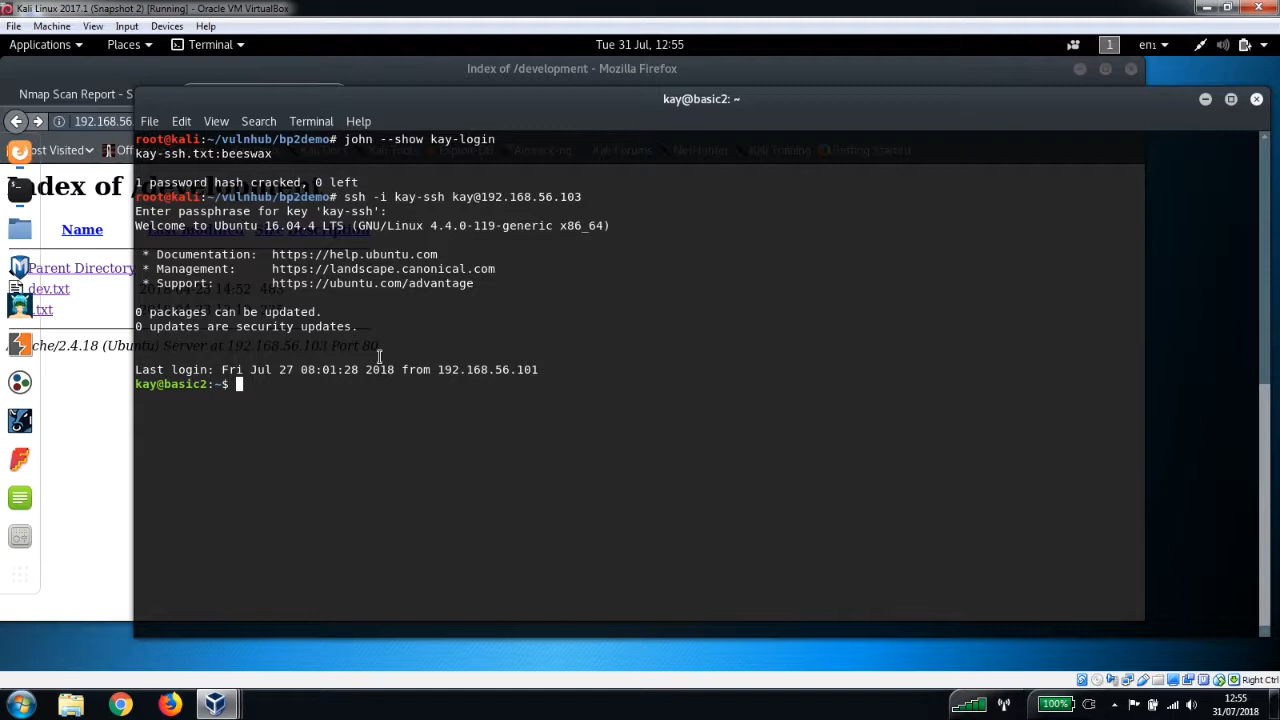 Kali Linux 2017.1 (Snapshot 2) [Running] - Oracle VM VirtualBox
File Machine View Input Devices Help
Applications Places Terminal Tue 31 Jul, 12:55 1 en1
Index of /development - Mozilla Firefox
Nmap Scan Report - S
kay@basic2: ~
192.168.56.
File Edit View Search Terminal Help
ost Visited Off
root@kali:~/vulnhub/bp2demo# john --show kay-login
kay-ssh.txt:beeswax
1 password hash cracked, 0 left
Index of /
root@kali:~/vulnhub/bp2demo# ssh -i kay-ssh kay@192.168.56.103
Enter passphrase for key 'kay-ssh':
Welcome to Ubuntu 16.04.4 LTS (GNU/Linux 4.4.0-119-generic x86_64)
Name
* Documentation: https://help.ubuntu.com
* Management: https://landscape.canonical.com
* Support: https://ubuntu.com/advantage
Parent Directory
dev.txt
.txt
0 packages can be updated.
0 updates are security updates.
che/2.4.18 (Ubuntu) Server at 192.168.56.103 Port 80
Last login: Fri Jul 27 08:01:28 2018 from 192.168.56.101
kay@basic2:~$
Right Ctrl
100%
12:55
31/07/2018